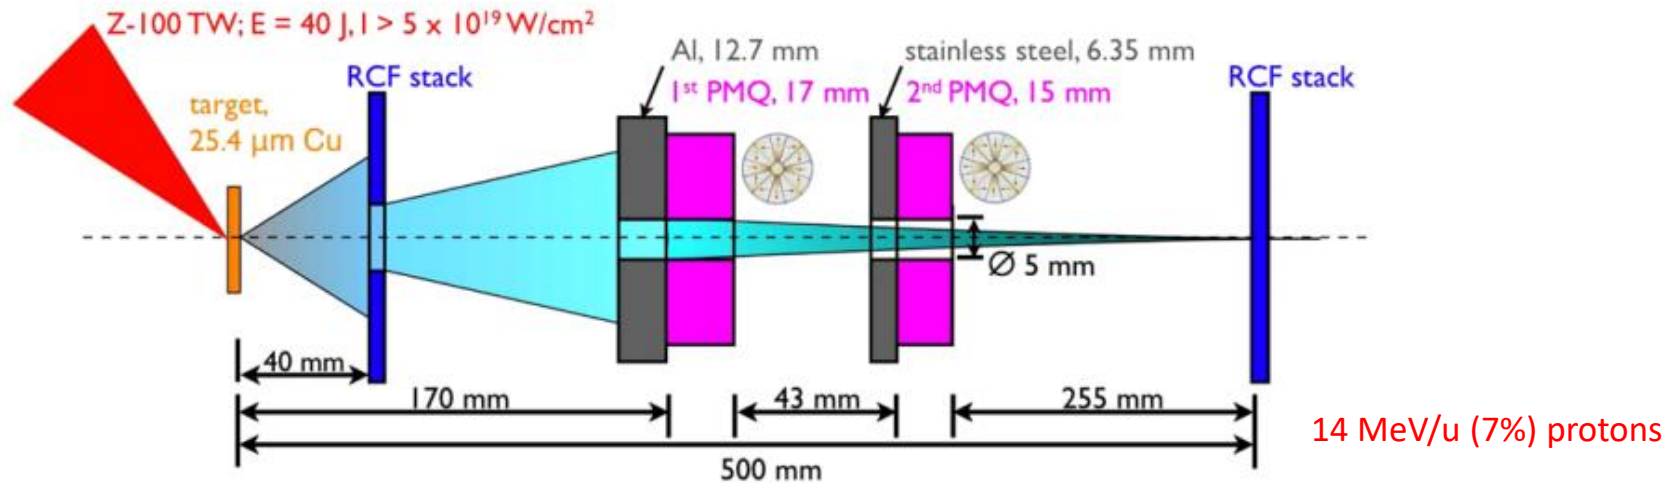 Z-100 TW; E = 40 J, I > 5 x 10¹⁹ W/cm²
RCF stack
target,
25.4 µm Cu
Al, 12.7 mm
1ˢᵗ PMQ, 17 mm
stainless steel, 6.35 mm
2ⁿᵈ PMQ, 15 mm
RCF stack
Ø 5 mm
40 mm
170 mm
43 mm
255 mm
500 mm
14 MeV/u (7%) protons